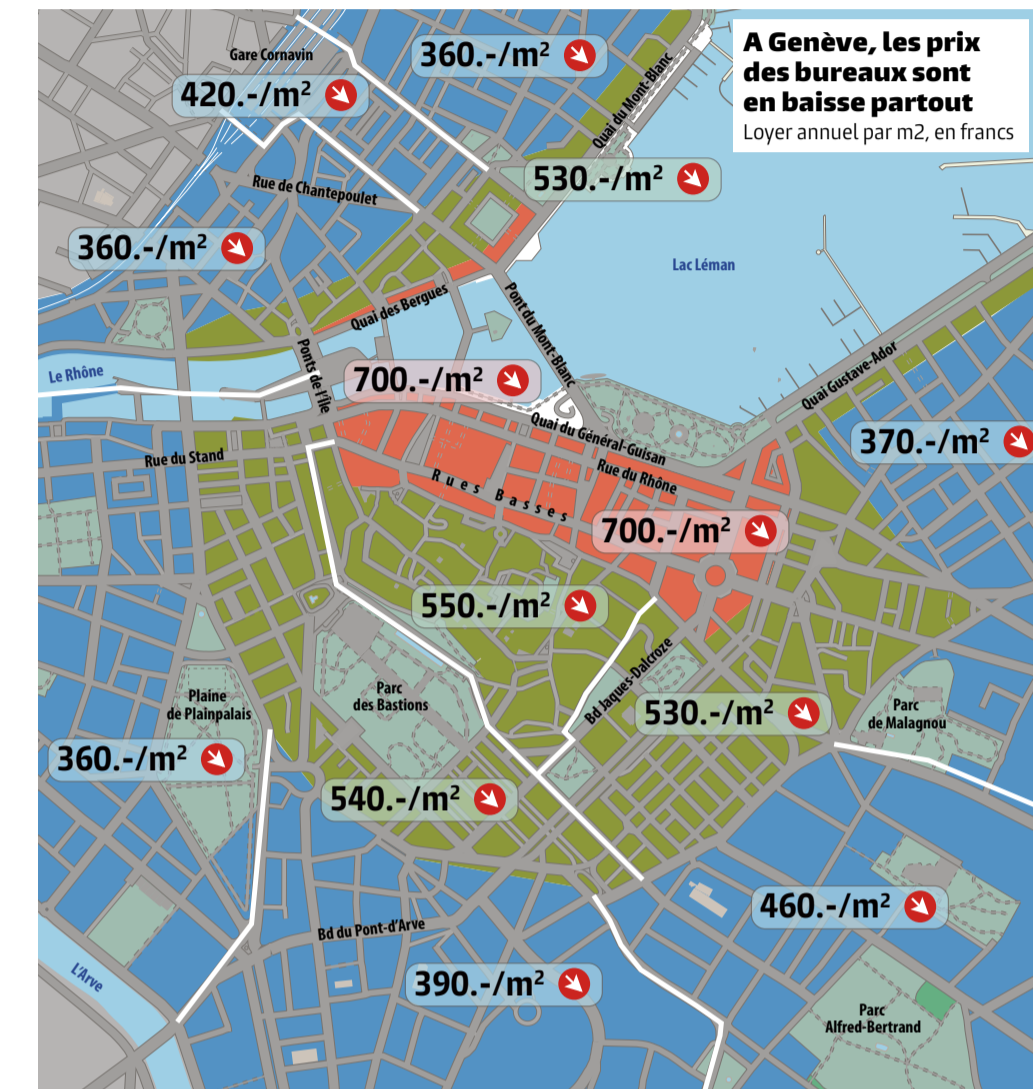 A Genève, les prix
des bureaux sont
en baisse partout
Loyer annuel par m2, en francs
Gare Cornavin
360.-/m²
420.-/m²
Quai du Mont-Blanc
530.-/m²
Rue de Chantepoulet
360.-/m²
Lac Léman
Quai des Bergues
Pont du Mont-Blanc
Ponts de l'Île
Le Rhône
700.-/m²
Quai Gustave-Ador
Quai du Général-Guisan
370.-/m²
Rue du Stand
Rue du Rhône
Rues Basses
700.-/m²
550.-/m²
Bd Jaques-Dalcroze
Plaine
de Plainpalais
Parc
des Bastions
530.-/m²
Parc
de Malagnou
360.-/m²
540.-/m²
460.-/m²
Bd du Pont-d'Arve
L'Arve
390.-/m²
Parc
Alfred-Bertrand